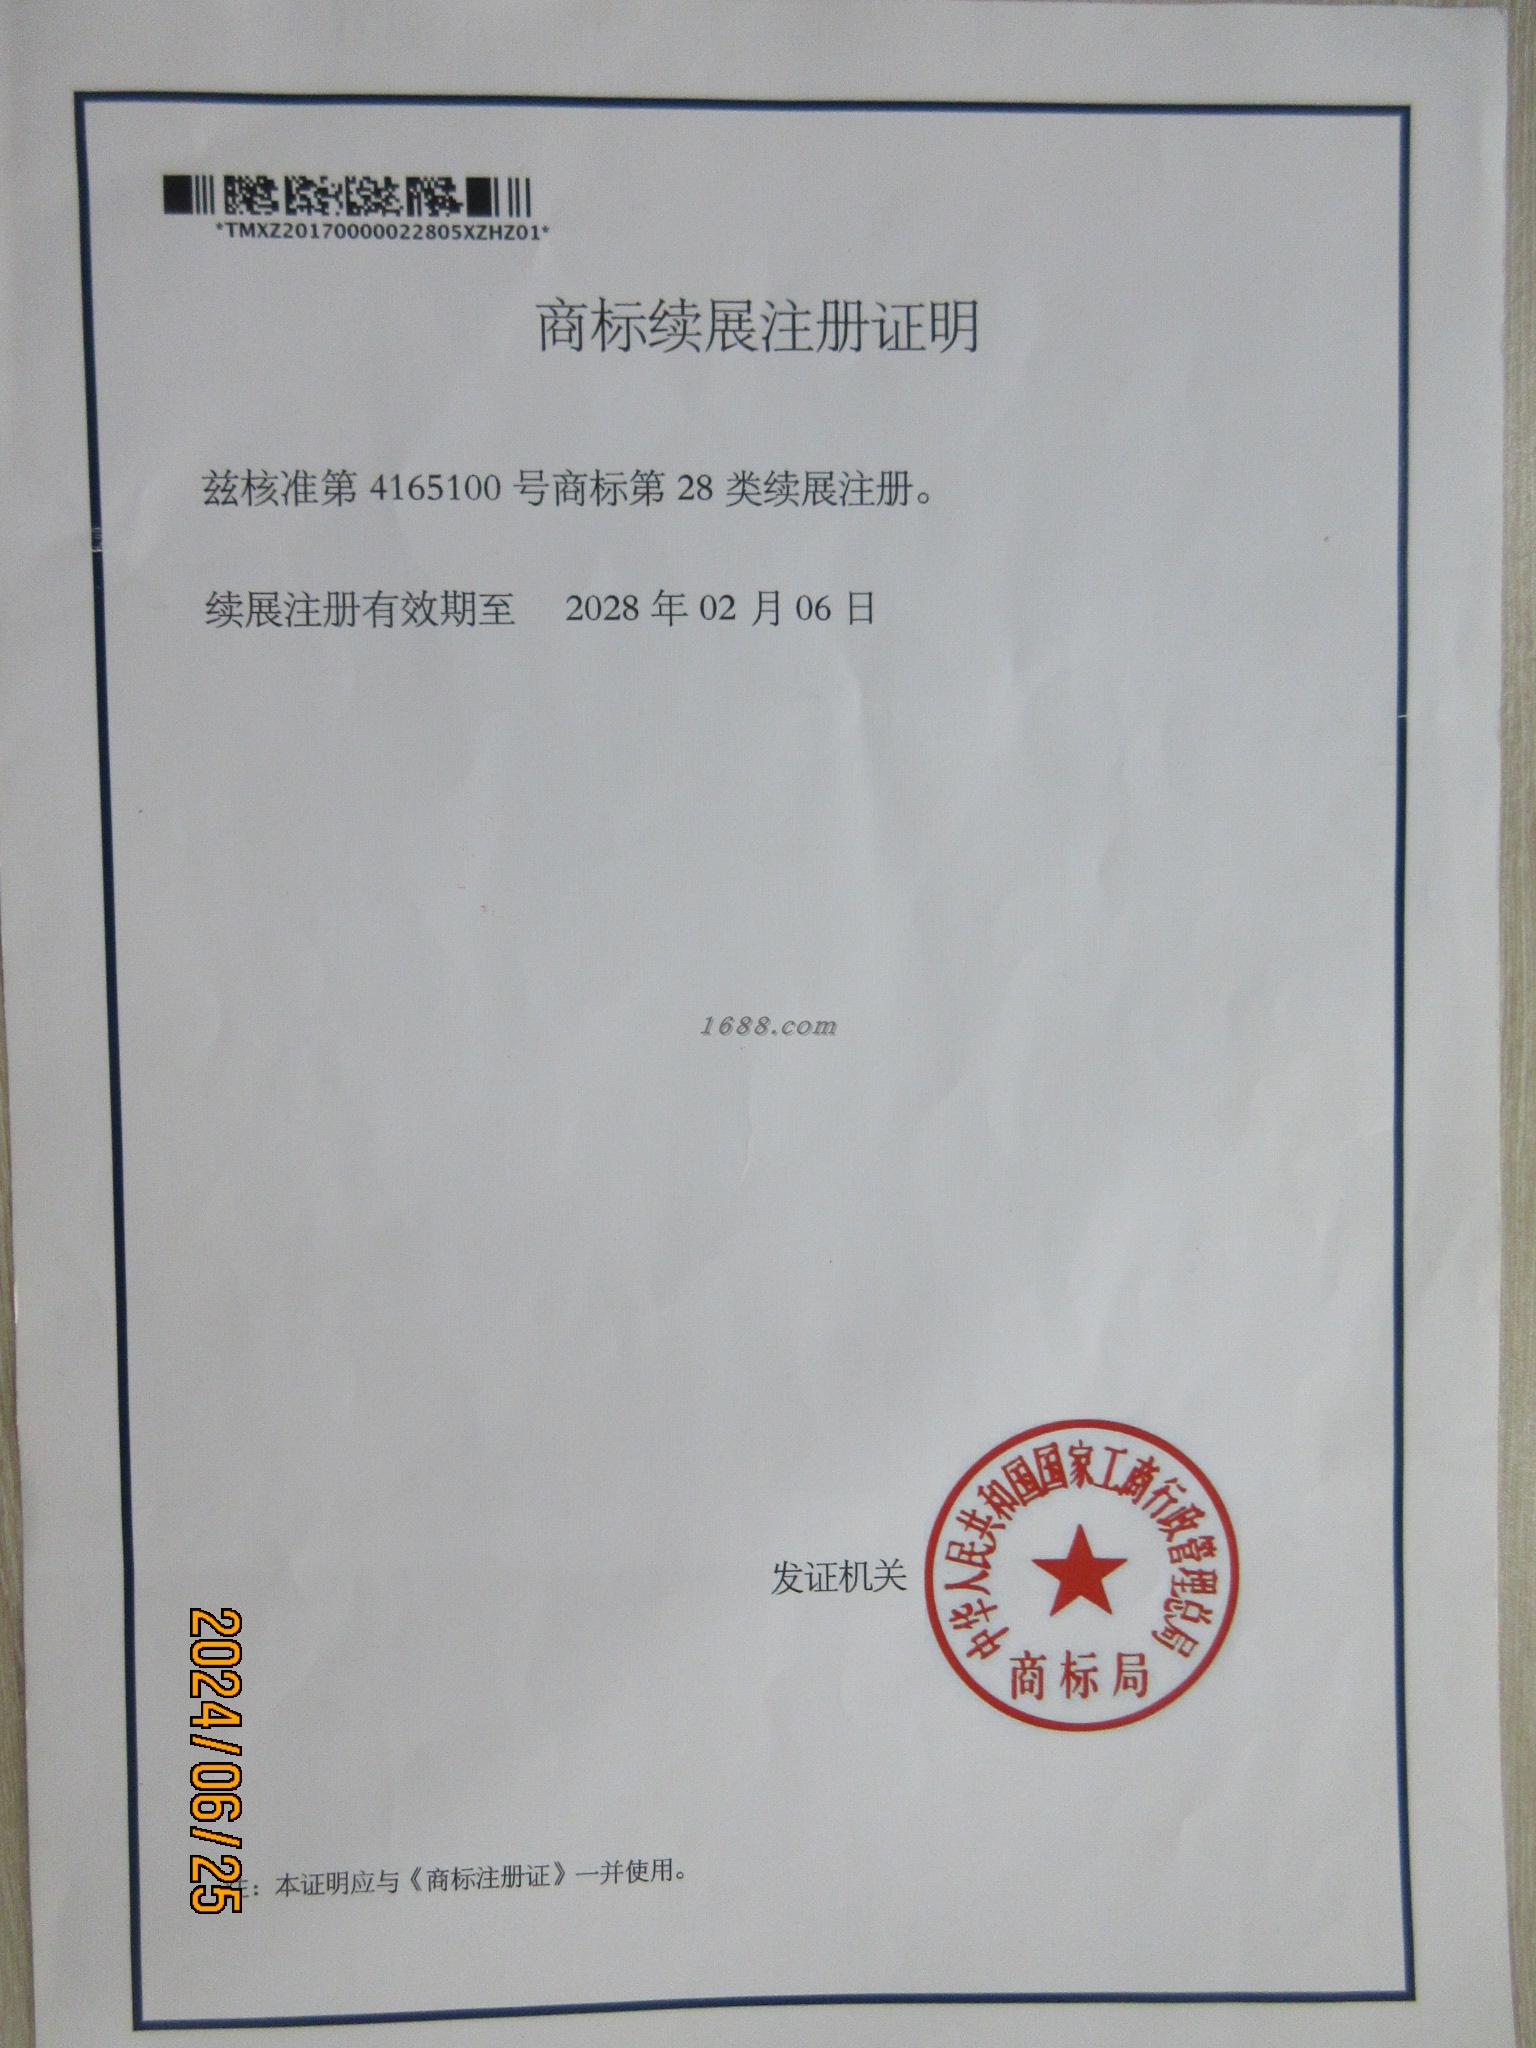 *TMXZ20170000022805XZHZ01*
商标续展注册证明
兹核准第 4165100 号商标第 28 类续展注册。
续展注册有效期至 2028 年 02 月 06 日
1688.com
发证机关
中华人民共和国国家工商行政管理总局
商标局
2024/06/25
注：本证明应与《商标注册证》一并使用。